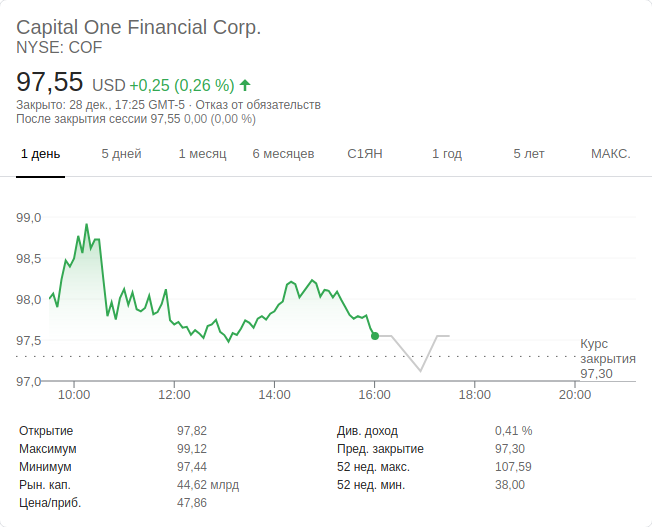 Capital One Financial Corp.
NYSE: COF
97,55 USD +0,25 (0,26 %)
Закрыто: 28 дек., 17:25 GMT-5 · Отказ от обязательств
После закрытия сессии 97,55 0,00 (0,00 %)
1 день 5 дней 1 месяц 6 месяцев С1ЯН 1 год 5 лет МАКС.
99,0
98,5
98,0
97,5
97,0
Курс
закрытия
97,30
10:00 12:00 14:00 16:00 18:00 20:00
Открытие 97,82
Максимум 99,12
Минимум 97,44
Рын. кап. 44,62 млрд
Цена/приб. 47,86
Див. доход 0,41 %
Пред. закрытие 97,30
52 нед. макс. 107,59
52 нед. мин. 38,00